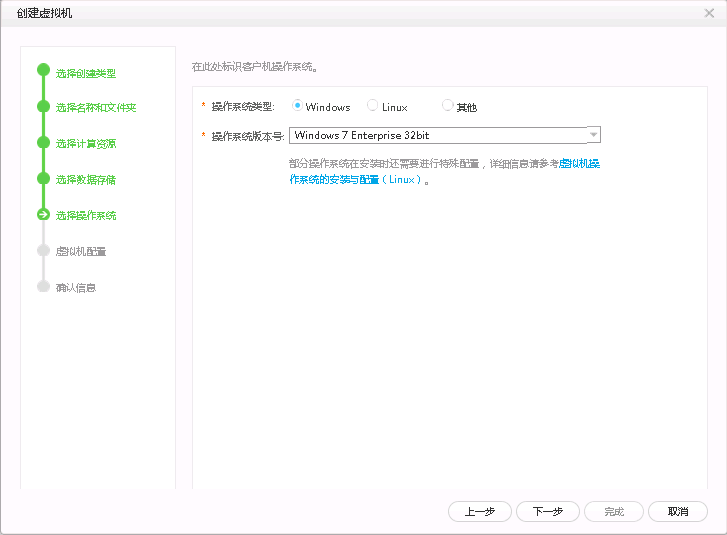 创建虚拟机
选择创建类型
选择名称和文件夹
选择计算资源
选择数据存储
选择操作系统
虚拟机配置
确认信息
在此处标识客户机操作系统。
* 操作系统类型: Windows Linux 其他
* 操作系统版本号: Windows 7 Enterprise 32bit
部分操作系统在安装时还需要进行特殊配置，详细信息请参考虚拟机操
作系统的安装与配置（Linux）。
上一步 下一步 完成 取消